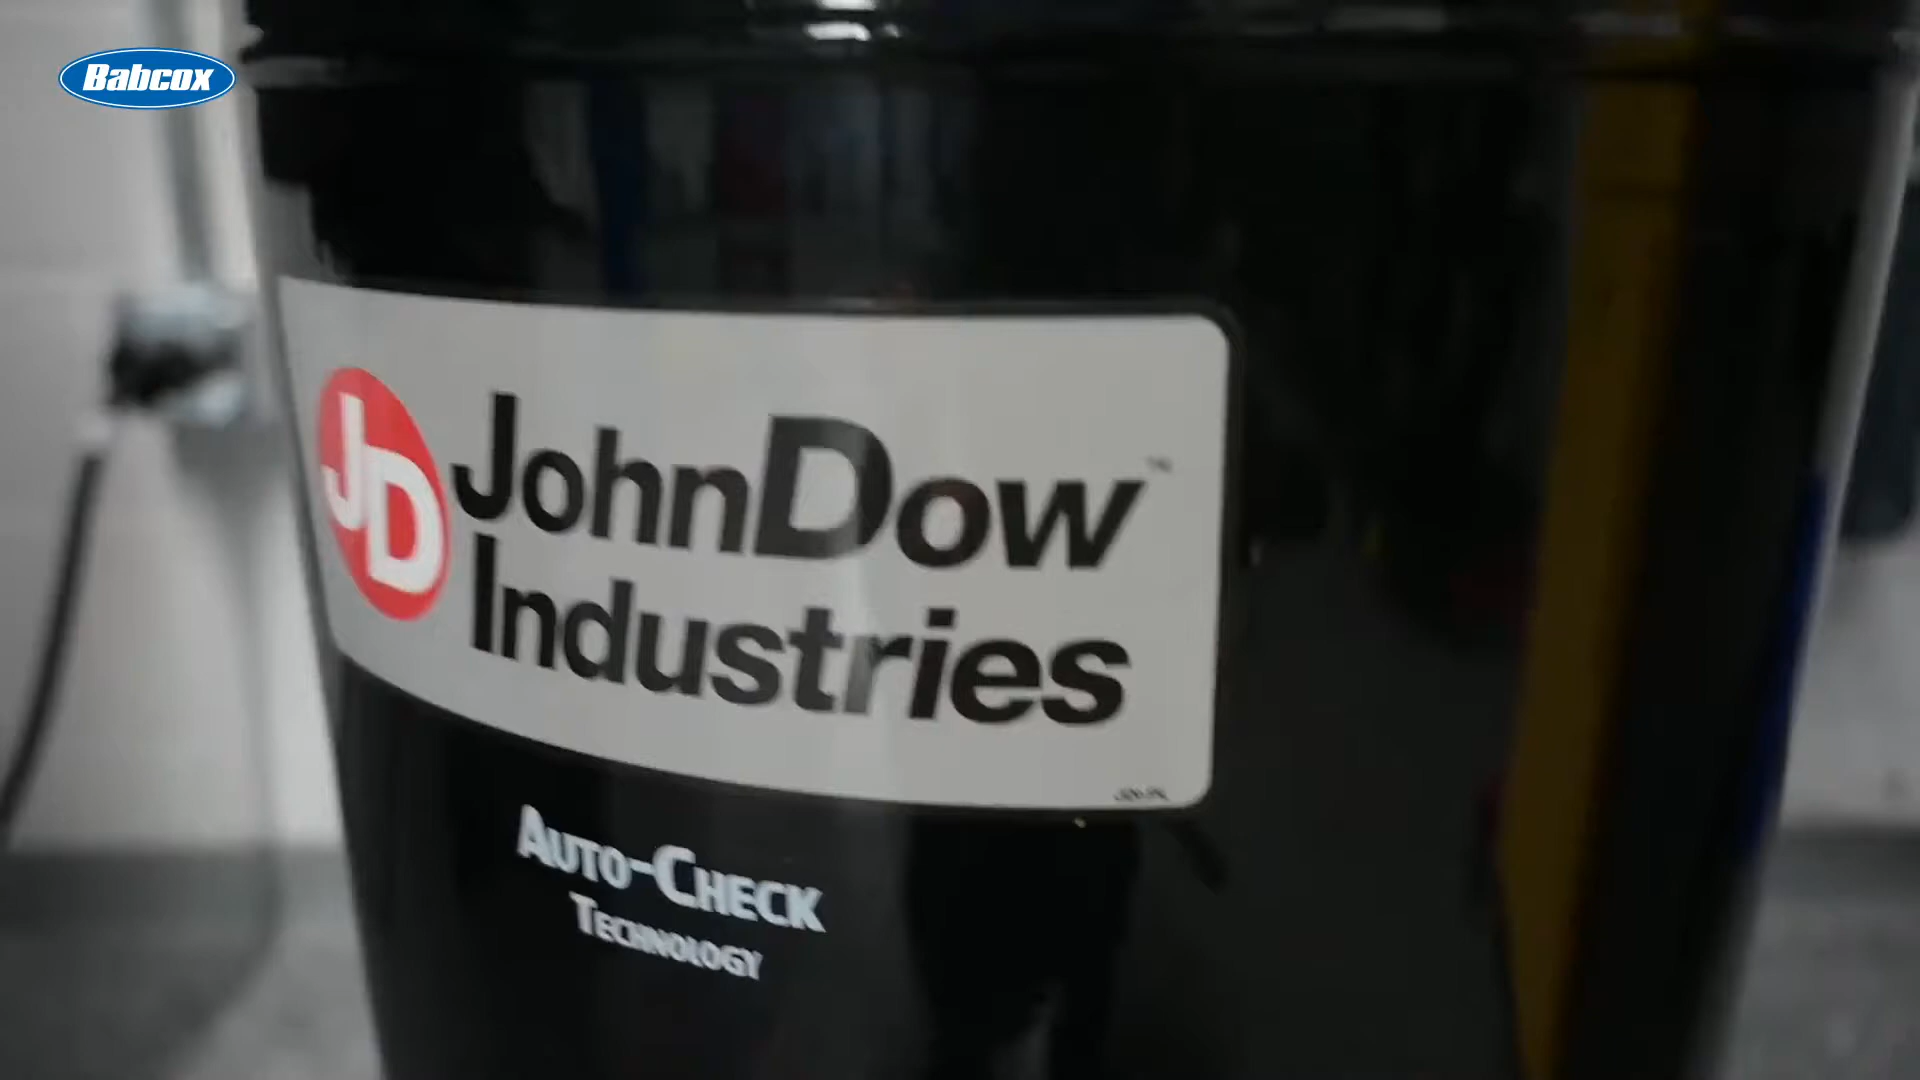 Babcox
JD
JohnDow™
Industries
Auto-Check
Technology